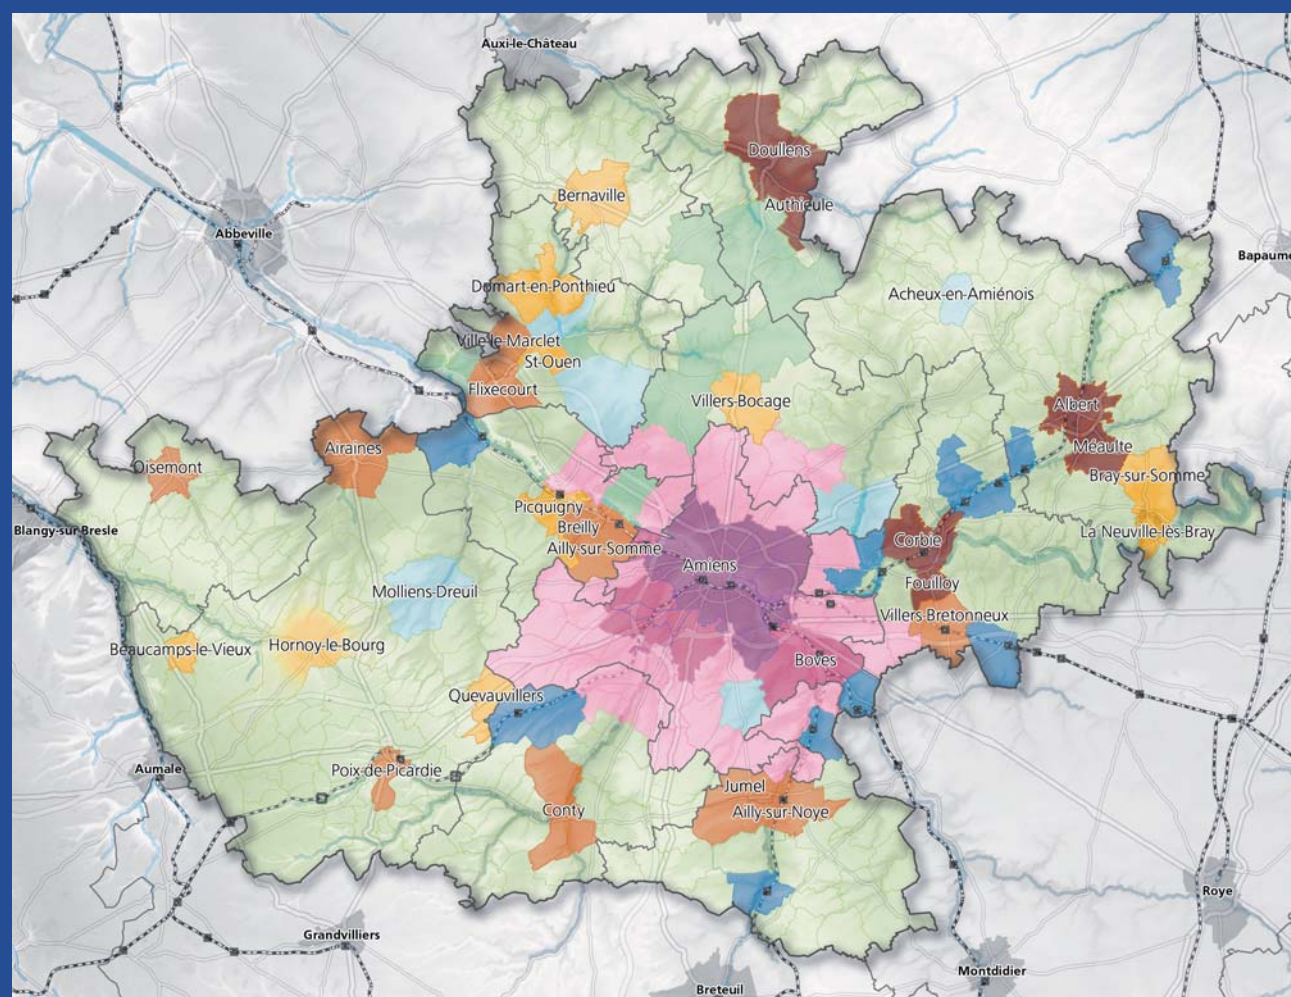 Auxi-le-Château
Doullens
Bernaville
Authieule
Abbeville
Bapaume
Domart-en-Ponthieu
Acheux-en-Amiénois
Ville-le-Marclet
St-Ouen
Flixecourt
Villers-Bocage
Albert
Airaines
Méaulte
Oisemont
Bray-sur-Somme
Picquigny
Blangy-sur-Bresle
Breilly
La Neuville-lès-Bray
Corbie
Ailly-sur-Somme
Amiens
Fouilloy
Molliens-Dreuil
Villers-Bretonneux
Beaucamps-le-Vieux
Hornoy-le-Bourg
Boves
Quevauvillers
Aumale
Poix-de-Picardie
Jumel
Conty
Ailly-sur-Noye
Roye
Grandvilliers
Montdidier
Breteuil